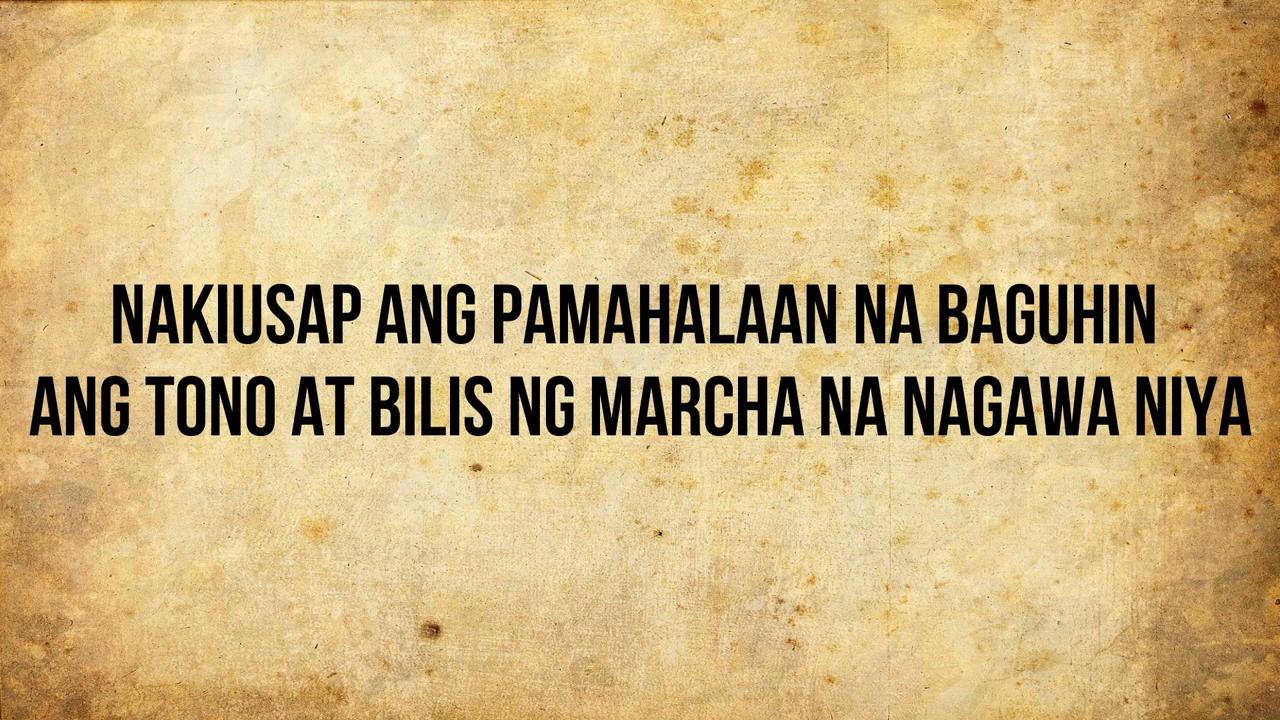 NAKIUSAP ANG PAMAHALAAN NA BAGUHIN
ANG TONO AT BILIS NG MARCHA NA NAGAWA NIYA